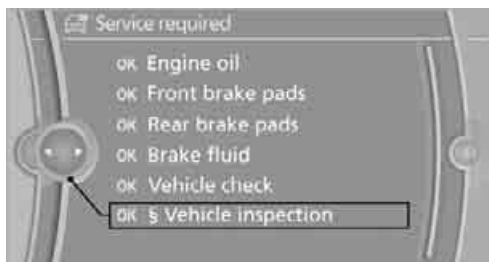 Service required
OK Engine oil
OK Front brake pads
OK Rear brake pads
OK Brake fluid
OK Vehicle check
OK § Vehicle inspection